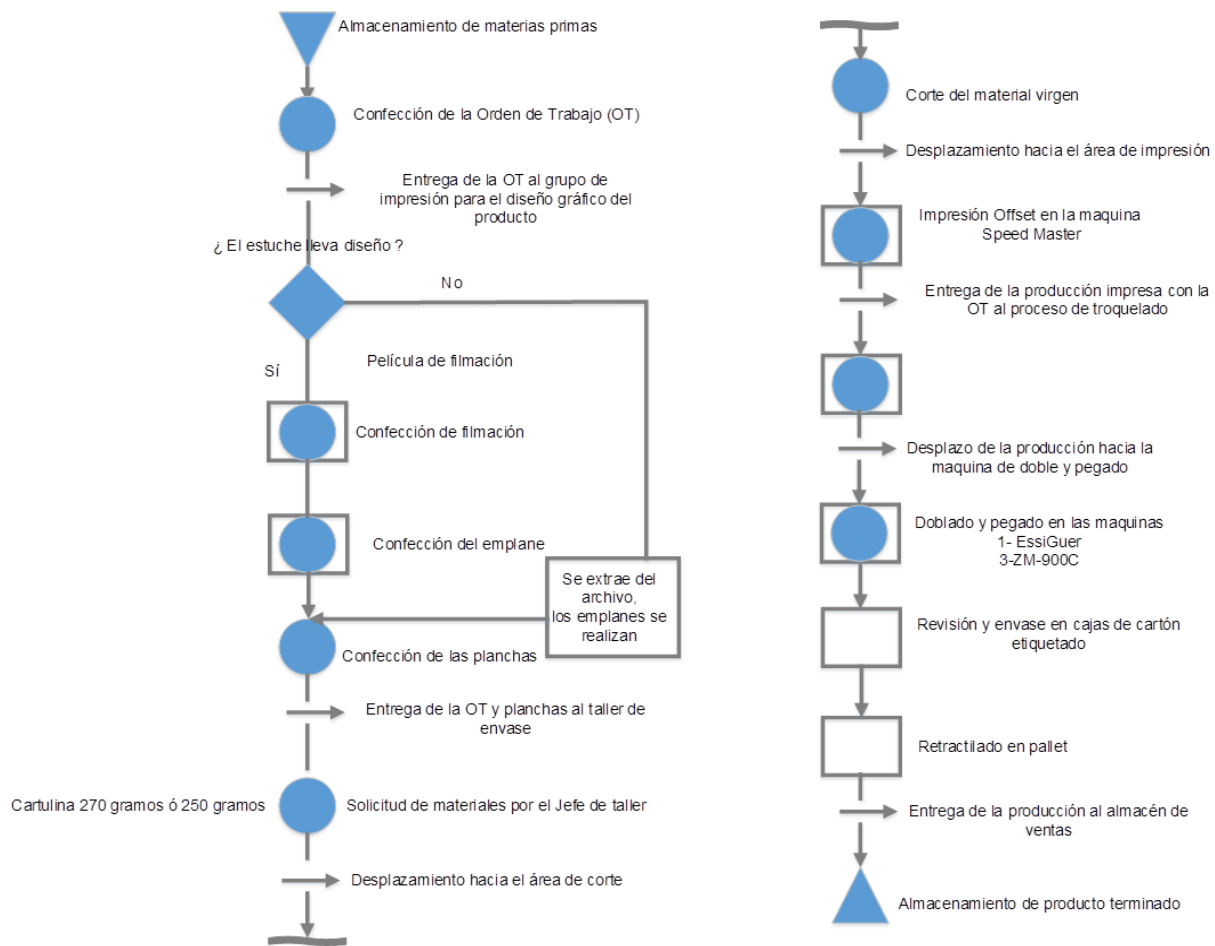 Almacenamiento de materias primas
Confección de la Orden de Trabajo (OT)
Entrega de la OT al grupo de
impresión para el diseño gráfico del
producto
¿ El estuche lleva diseño ?
No
Sí
Película de filmación
Confección de filmación
Confección del emplane
Se extrae del
archivo,
los emplanes se
realizan
Confección de las planchas
Entrega de la OT y planchas al taller de
envase
Cartulina 270 gramos ó 250 gramos
Solicitud de materiales por el Jefe de taller
Desplazamiento hacia el área de corte
Corte del material virgen
Desplazamiento hacia el área de impresión
Impresión Offset en la maquina
Speed Master
Entrega de la producción impresa con la
OT al proceso de troquelado
Desplazo de la producción hacia la
maquina de doble y pegado
Doblado y pegado en las maquinas
1- EssiGuer
3-ZM-900C
Revisión y envase en cajas de cartón
etiquetado
Retractilado en pallet
Entrega de la producción al almacén de
ventas
Almacenamiento de producto terminado